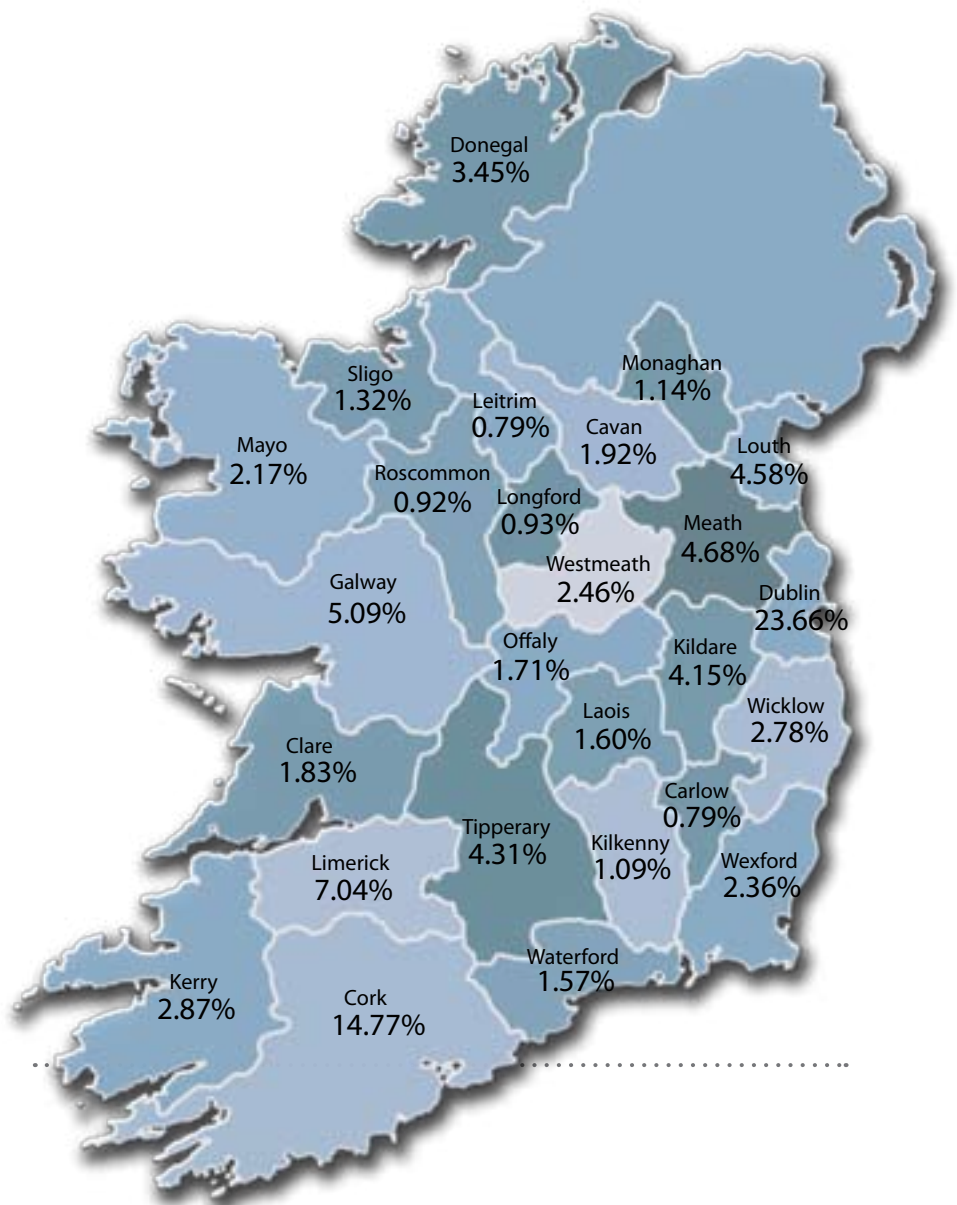 Donegal
3.45%
Monaghan
1.14%
Sligo
1.32%
Leitrim
0.79%
Cavan
1.92%
Louth
4.58%
Mayo
2.17%
Roscommon
0.92%
Longford
0.93%
Meath
4.68%
Westmeath
2.46%
Galway
5.09%
Dublin
23.66%
Offaly
1.71%
Kildare
4.15%
Laois
1.60%
Wicklow
2.78%
Clare
1.83%
Carlow
0.79%
Tipperary
4.31%
Kilkenny
1.09%
Limerick
7.04%
Wexford
2.36%
Waterford
1.57%
Kerry
2.87%
Cork
14.77%